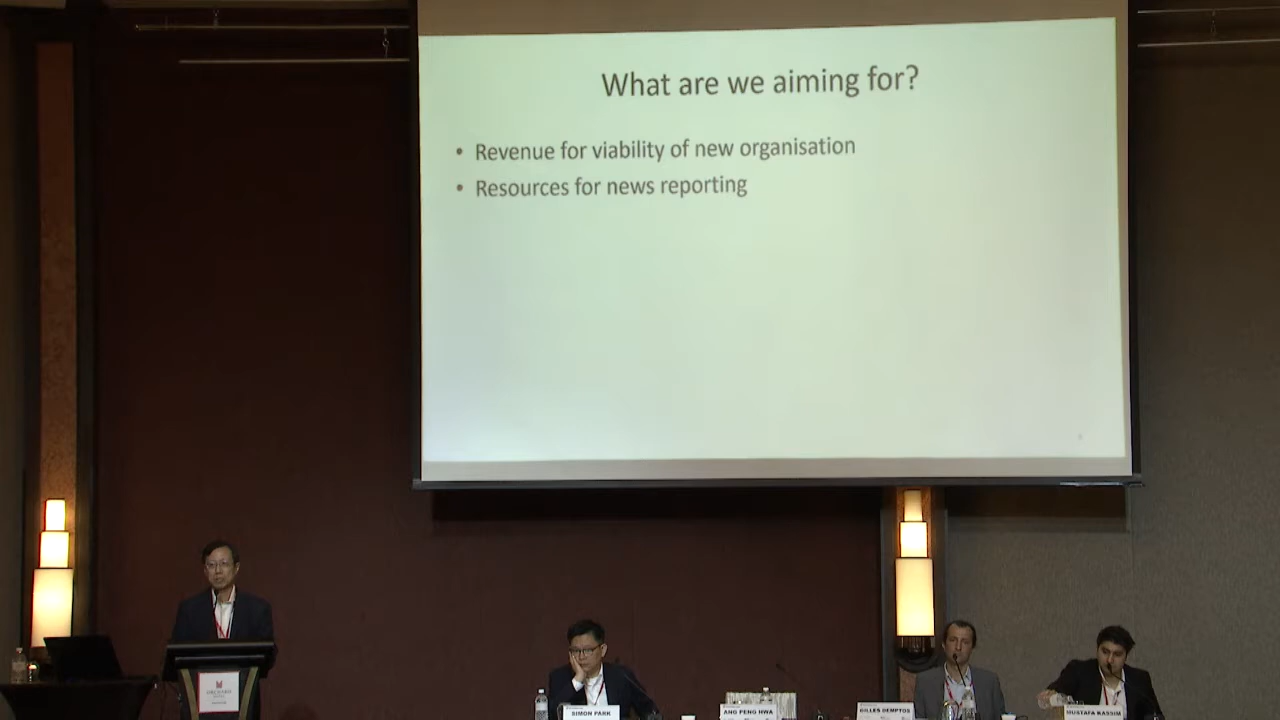 What are we aiming for?
• Revenue for viability of new organisation
• Resources for news reporting
SIMON PARK
ANG PENG HWA
GILLES DEMPTOS
MUSTAFA KASSIM